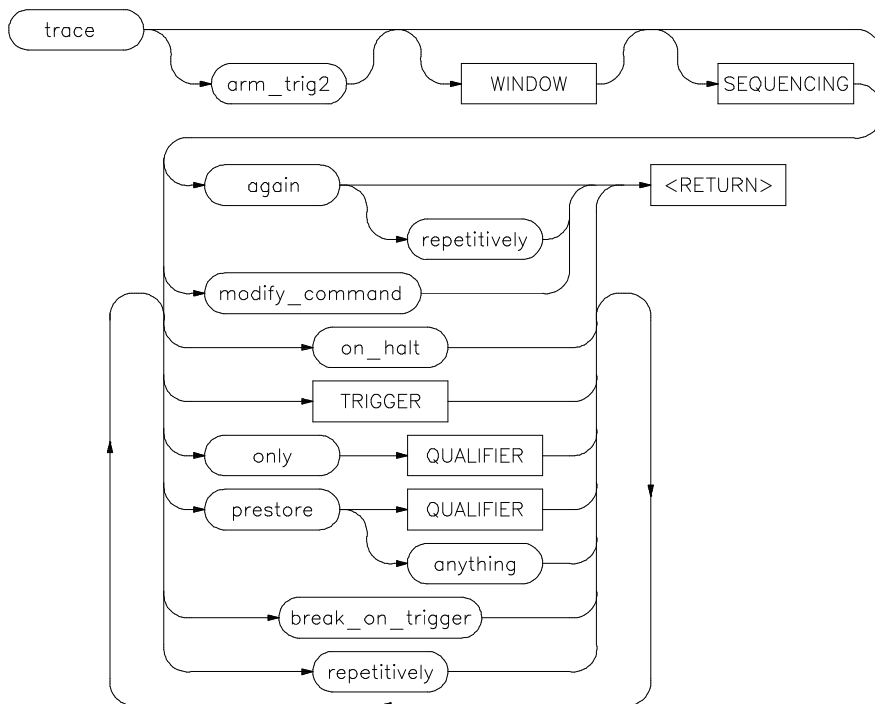 trace
arm_trig2
WINDOW
SEQUENCING
again
<RETURN>
repetitively
modify_command
on_halt
TRIGGER
only
QUALIFIER
prestore
QUALIFIER
anything
break_on_trigger
repetitively